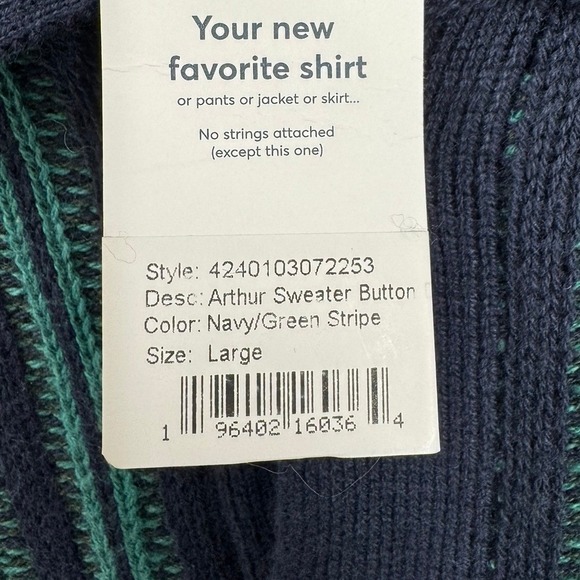 Your new
favorite shirt
or pants or jacket or skirt...
No strings attached
(except this one)
Style: 4240103072253
Desc: Arthur Sweater Button
Color: Navy/Green Stripe
Size: Large
1 96402 16036 4